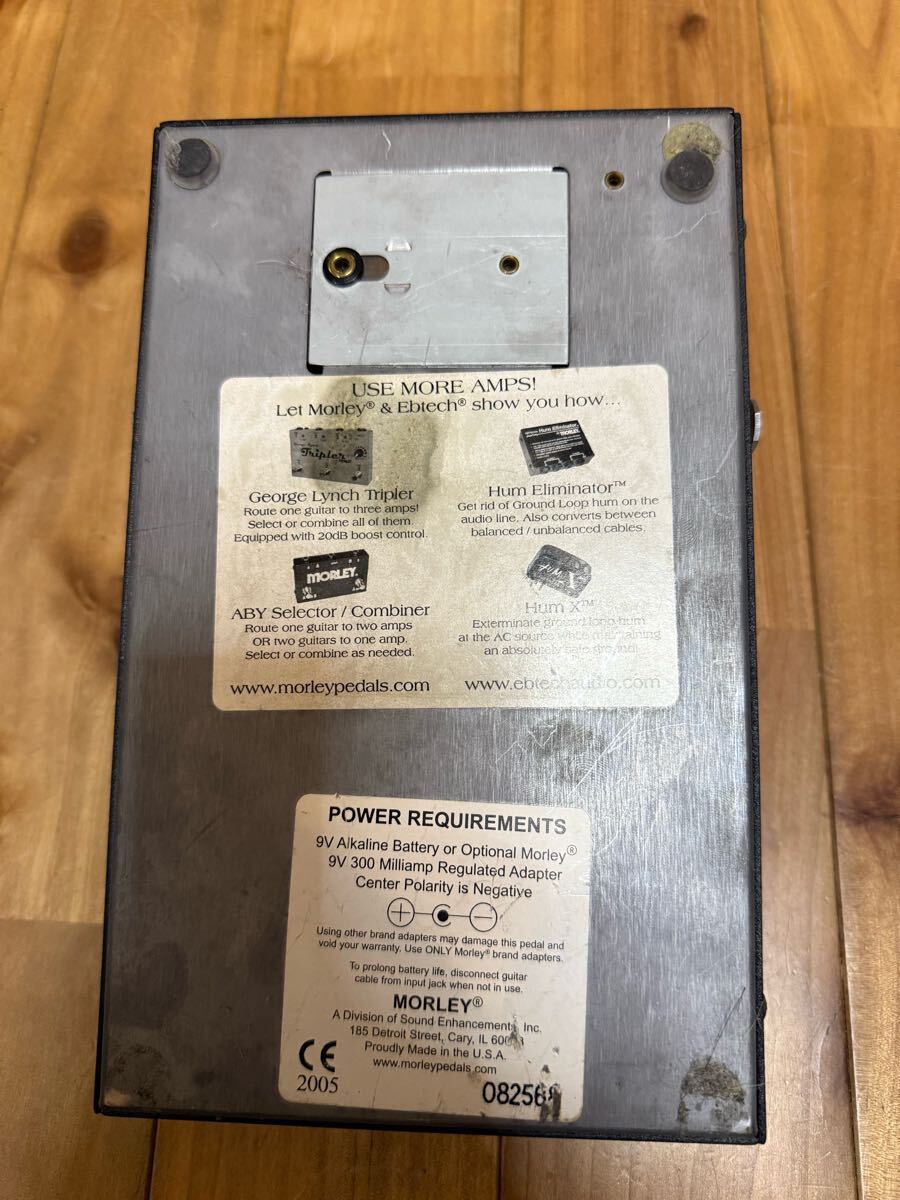 USE MORE AMPS!
Let Morley® & Ebtech® show you how...
Tripler
George Lynch Tripler
Route one guitar to three amps!
Select or combine all of them.
Equipped with 20dB boost control.
Hum Eliminator
MORLEY
Hum Eliminator™
Get rid of Ground Loop hum on the
audio line. Also converts between
balanced / unbalanced cables.
MORLEY
ABY Selector / Combiner
Route one guitar to two amps
OR two guitars to one amp.
Select or combine as needed.
HUM X
Hum X™
Exterminate ground loop hum
at the AC source while maintaining
an absolutely safe ground!
www.morleypedals.com
www.ebtechaudio.com
POWER REQUIREMENTS
9V Alkaline Battery or Optional Morley®
9V 300 Milliamp Regulated Adapter
Center Polarity is Negative
Using other brand adapters may damage this pedal and
void your warranty. Use ONLY Morley® brand adapters.
To prolong battery life, disconnect guitar
cable from input jack when not in use.
MORLEY®
A Division of Sound Enhancements, Inc.
185 Detroit Street, Cary, IL
Proudly Made in the U.S.A.
www.morleypedals.com
CE
2005